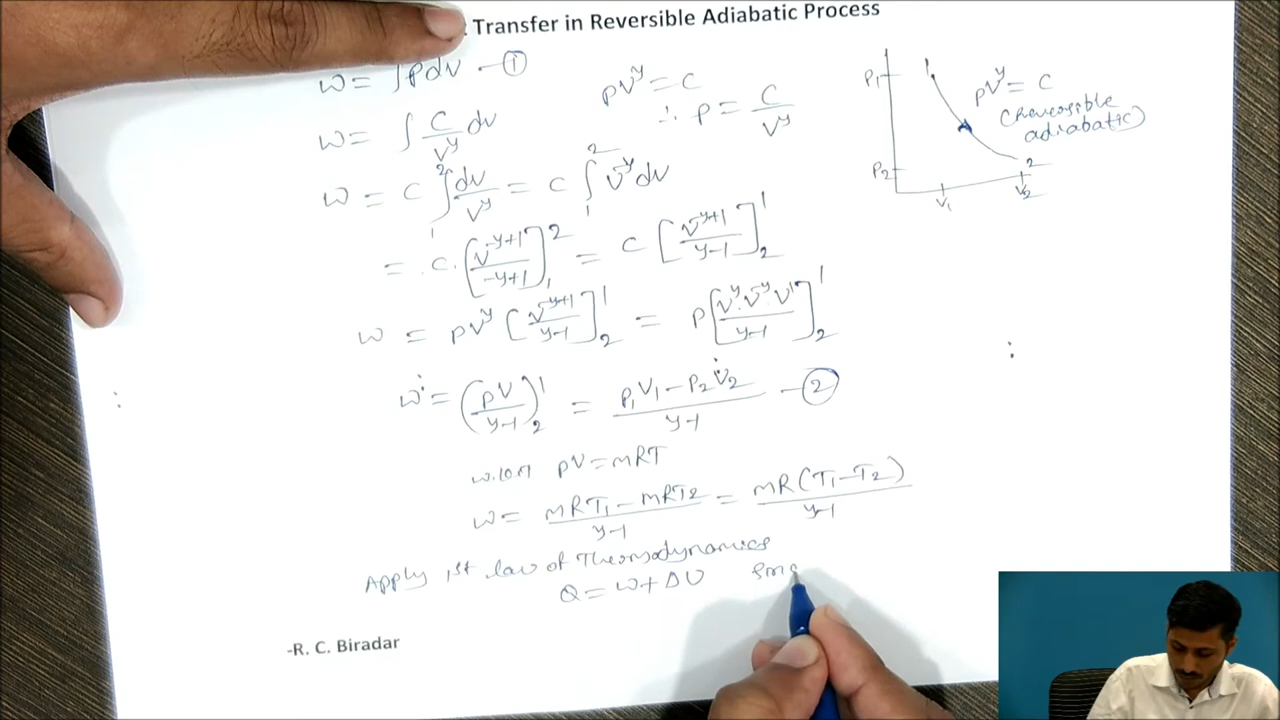 Transfer in Reversible Adiabatic Process
W = ∫pdv — ①
pV^γ = C
W = ∫ C/V^γ dv
∴ p = C/V^γ
W = C ∫₁² dv/V^γ = C ∫₁² V^-γ dv
= C. [V^-γ+1/-γ+1]₁² = C [V^-γ+1/γ-1]₂¹
W = pV^γ [V^-γ+1/γ-1]₂¹ = P [V^γ. V^-γ. V¹/γ-1]₂¹
W = (pV/γ-1)₂¹ = P₁V₁ - P₂V₂/γ-1 — ②
W.K.T pV = mRT
W = mRT₁ - mRT₂/γ-1 = mR(T₁-T₂)/γ-1
Apply 1st law of Thermodynamics
Q = W + ΔU
-R. C. Biradar
P₁
1
pV^γ = C
(Reversible
adiabatic)
P₂
2
V₁
V₂